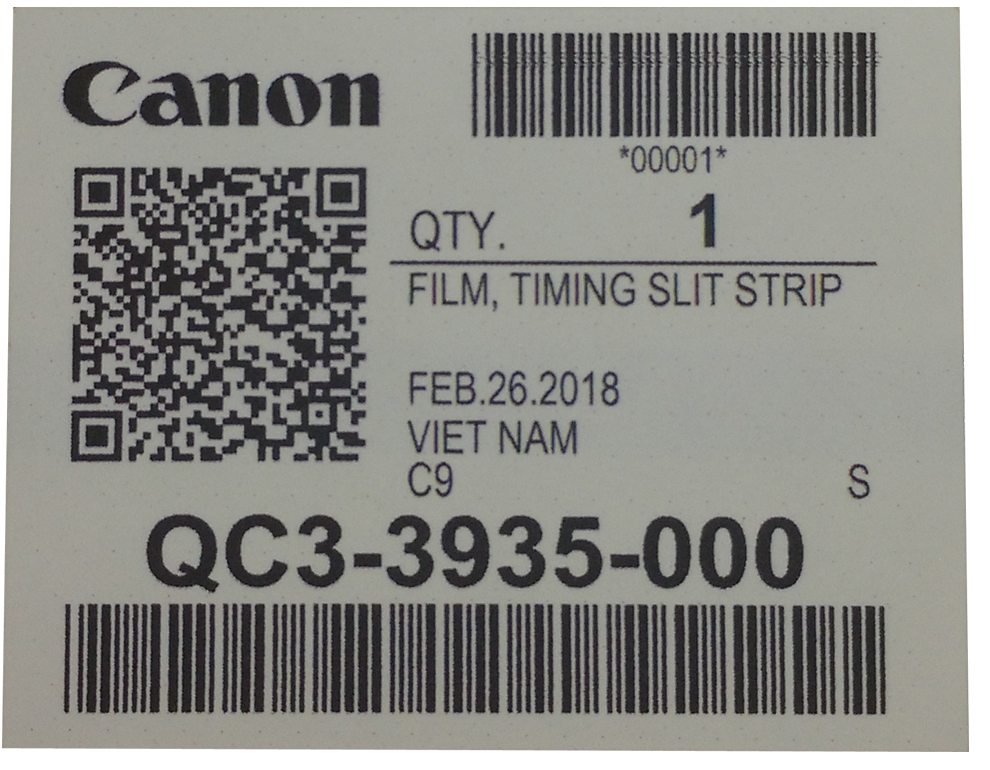 Canon
*00001*
QTY. 1
FILM, TIMING SLIT STRIP
FEB.26.2018
VIET NAM
C9 S
QC3-3935-000